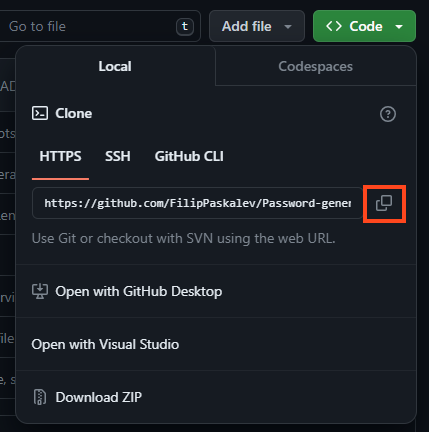 Go to file t Add file <> Code
Local Codespaces
Clone
HTTPS SSH GitHub CLI
https://github.com/FilipPaskalev/Password-gener
Use Git or checkout with SVN using the web URL.
Open with GitHub Desktop
Open with Visual Studio
Download ZIP